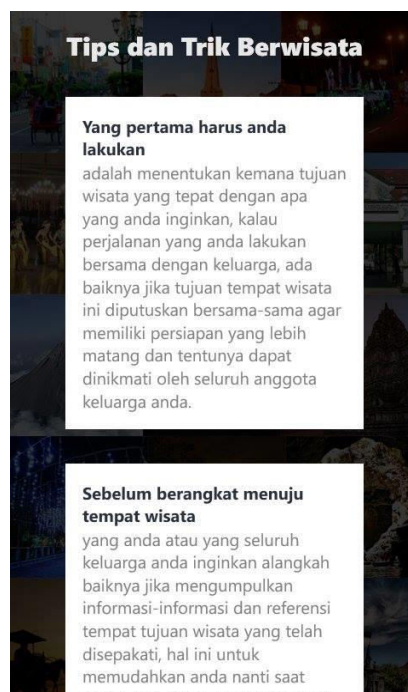 Tips dan Trik Berwisata
Yang pertama harus anda
lakukan
adalah menentukan kemana tujuan
wisata yang tepat dengan apa
yang anda inginkan, kalau
perjalanan yang anda lakukan
bersama dengan keluarga, ada
baiknya jika tujuan tempat wisata
ini diputuskan bersama-sama agar
memiliki persiapan yang lebih
matang dan tentunya dapat
dinikmati oleh seluruh anggota
keluarga anda.
Sebelum berangkat menuju
tempat wisata
yang anda atau yang seluruh
keluarga anda inginkan alangkah
baiknya jika mengumpulkan
informasi-informasi dan referensi
tempat tujuan wisata yang telah
disepakati, hal ini untuk
memudahkan anda nanti saat